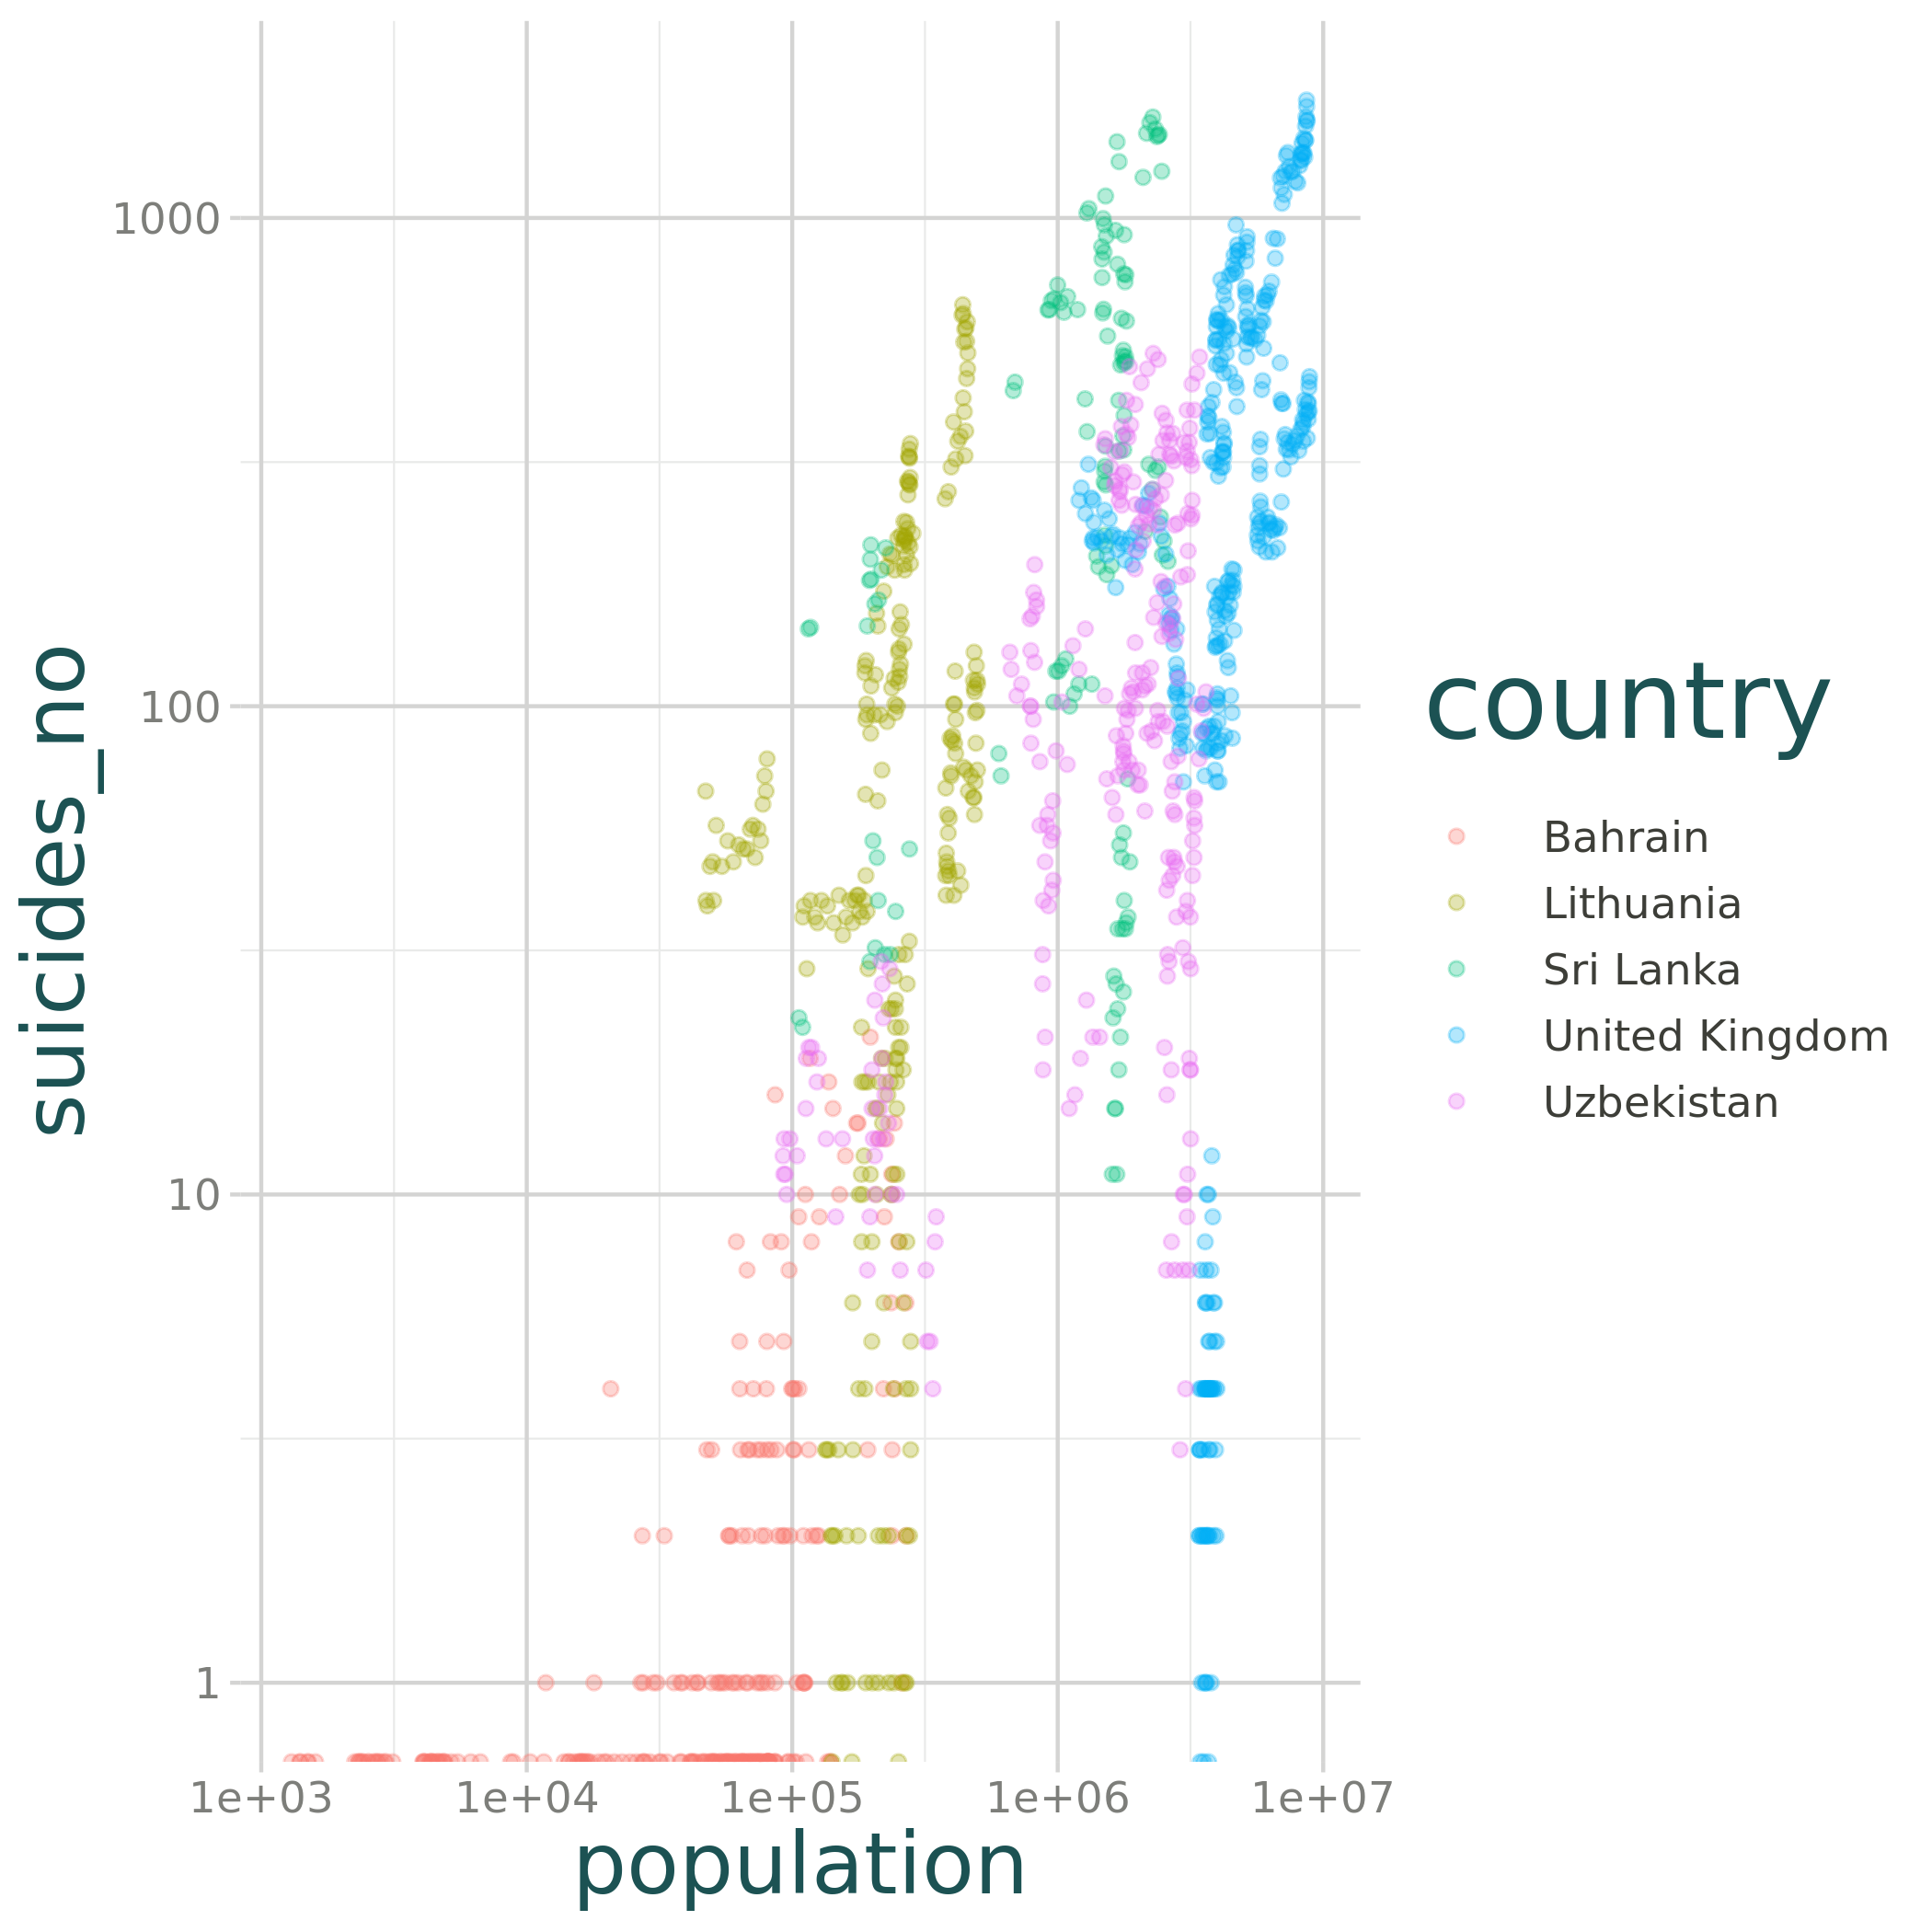 suicides_no
1000
100
10
1
1e+03
1e+04
1e+05
1e+06
1e+07
population
country
Bahrain
Lithuania
Sri Lanka
United Kingdom
Uzbekistan